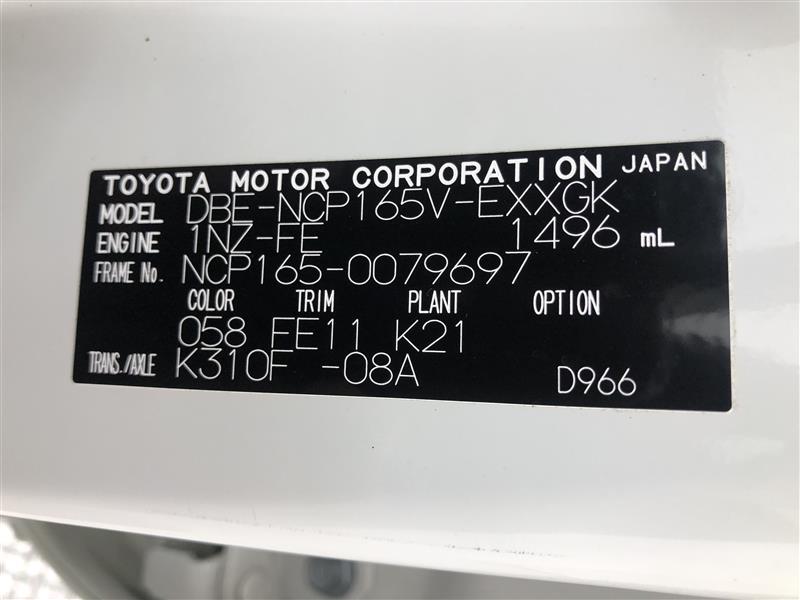 TOYOTA MOTOR CORPORATION JAPAN
MODEL DBE-NCP165V-EXXGK
ENGINE 1NZ-FE 1496 mL
FRAME No. NCP165-0079697
COLOR TRIM PLANT OPTION
058 FE11 K21
TRANS./AXLE K310F -08A D966